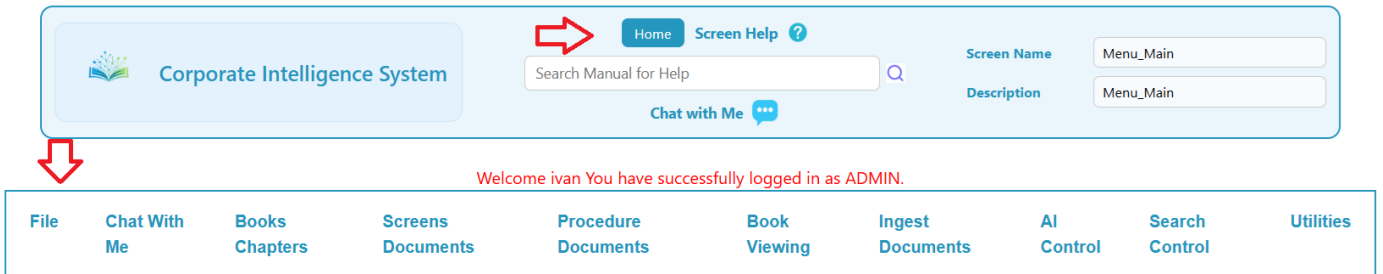 Home Screen Help ?
Corporate Intelligence System
Search Manual for Help
Chat with Me
Screen Name Menu_Main
Description Menu_Main
Welcome ivan You have successfully logged in as ADMIN.
File Chat With Books Screens Procedure Book Ingest AI Search Utilities
Me Chapters Documents Documents Viewing Documents Control Control